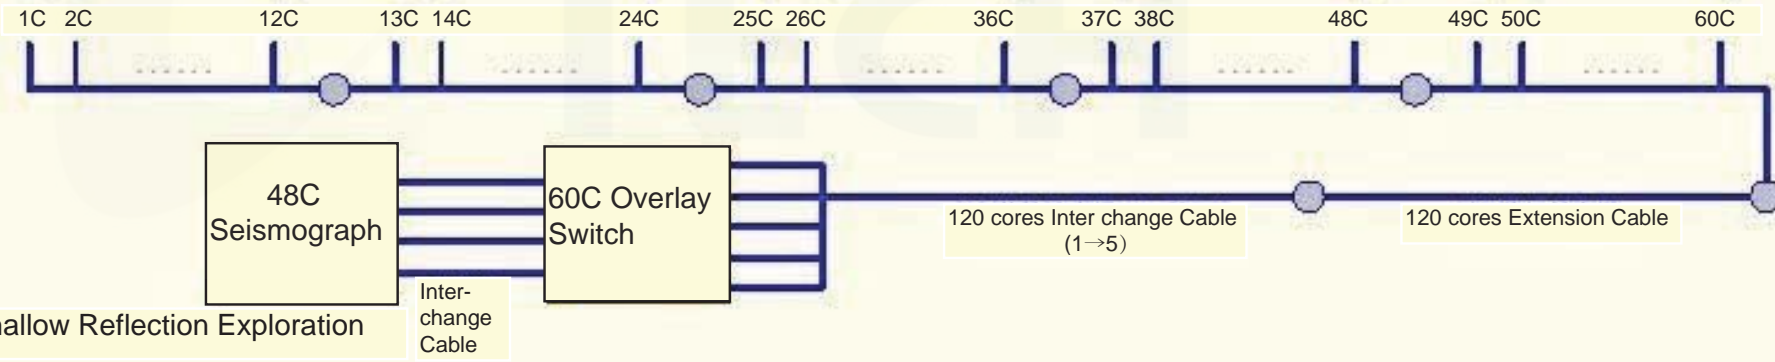 1C 2C 12C 13C 14C 24C 25C 26C 36C 37C 38C 48C 49C 50C 60C
48C
Seismograph
60C Overlay
Switch
120 cores Inter change Cable
(1→5）
120 cores Extension Cable
Inter-
change
Cable
allow Reflection Exploration